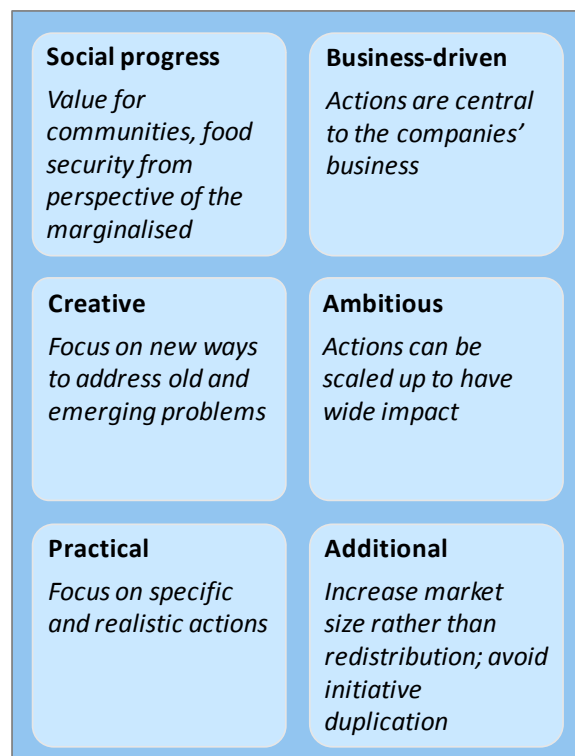 Social progress
Value for
communities, food
security from
perspective of the
marginalised
Business-driven
Actions are central
to the companies’
business
Creative
Focus on new ways
to address old and
emerging problems
Ambitious
Actions can be
scaled up to have
wide impact
Practical
Focus on specific
and realistic actions
Additional
Increase market
size rather than
redistribution; avoid
initiative
duplication